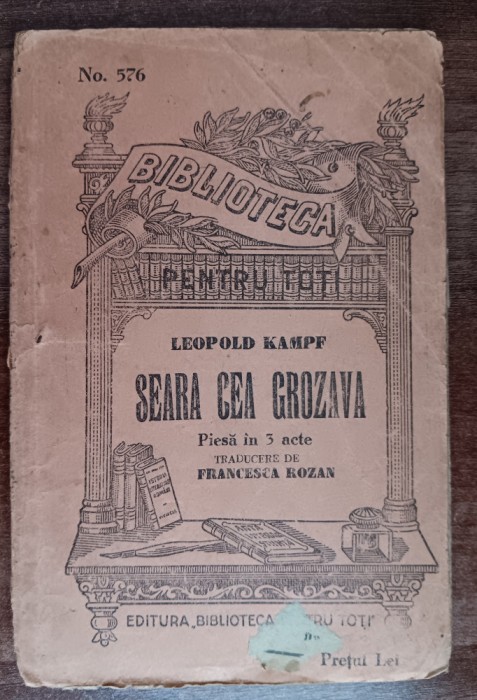 No. 576
BIBLIOTECA
PENTRU TOȚI
LEOPOLD KAMPF
SEARA CEA GROZAVA
Piesă în 3 acte
TRADUCERE DE
FRANCESCA ROZAN
EDITURA „BIBLIOTECA PENTRU TOȚI"
Prețul Lei